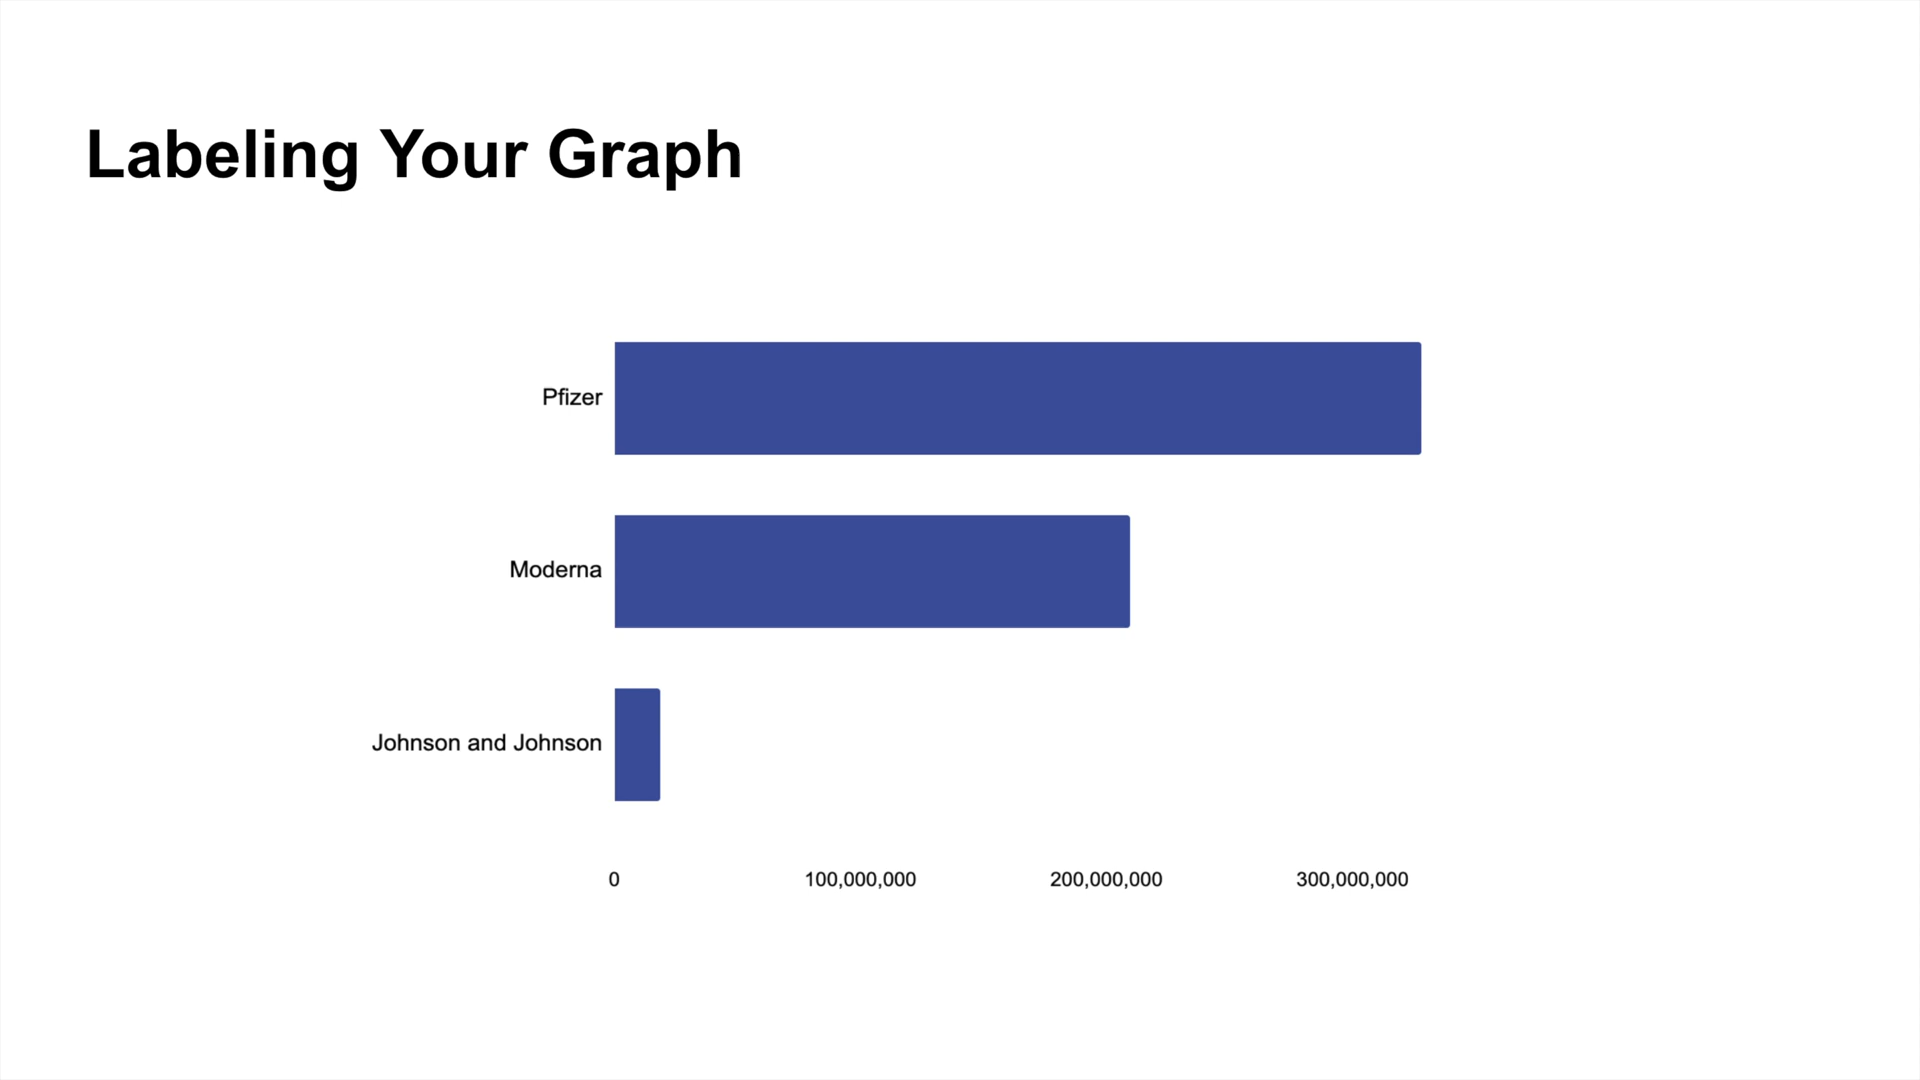 Labeling Your Graph
Pfizer
Moderna
Johnson and Johnson
0 100,000,000 200,000,000 300,000,000